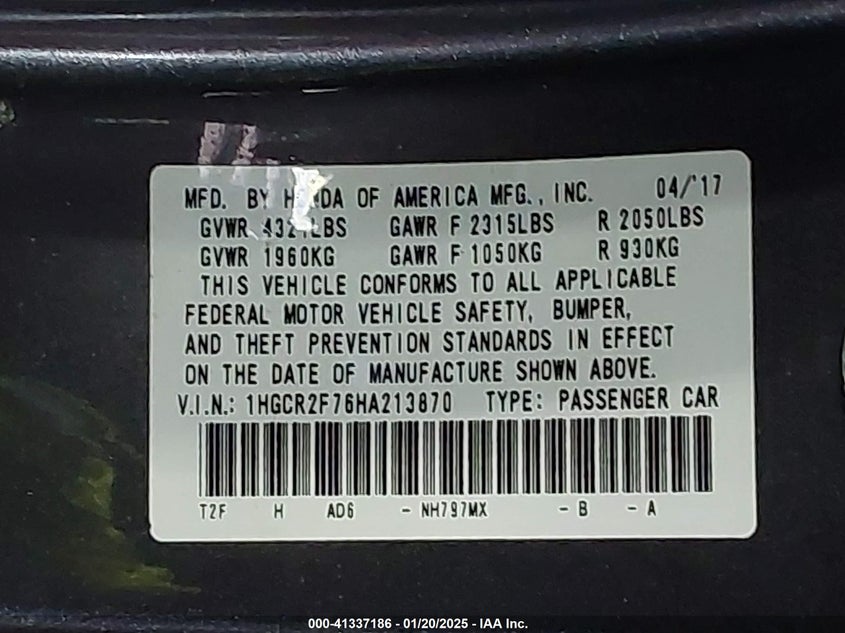 MFD. BY HONDA OF AMERICA MFG., INC. 04/'17
GVWR LBS GAWR F 2315LBS R 2050LBS
GVWR 1960KG GAWR F 1050KG R 930KG
THIS VEHICLE CONFORMS TO ALL APPLICABLE
FEDERAL MOTOR VEHICLE SAFETY, BUMPER,
AND THEFT PREVENTION STANDARDS IN EFFECT
ON THE DATE OF MANUFACTURE SHOWN ABOVE.
V.I.N.: 1HGCR2F76HA213870 TYPE: PASSENGER CAR
T2F H AD6 - NH797MX - B - A
000-41337186 - 01/20/2025 - IAA Inc.